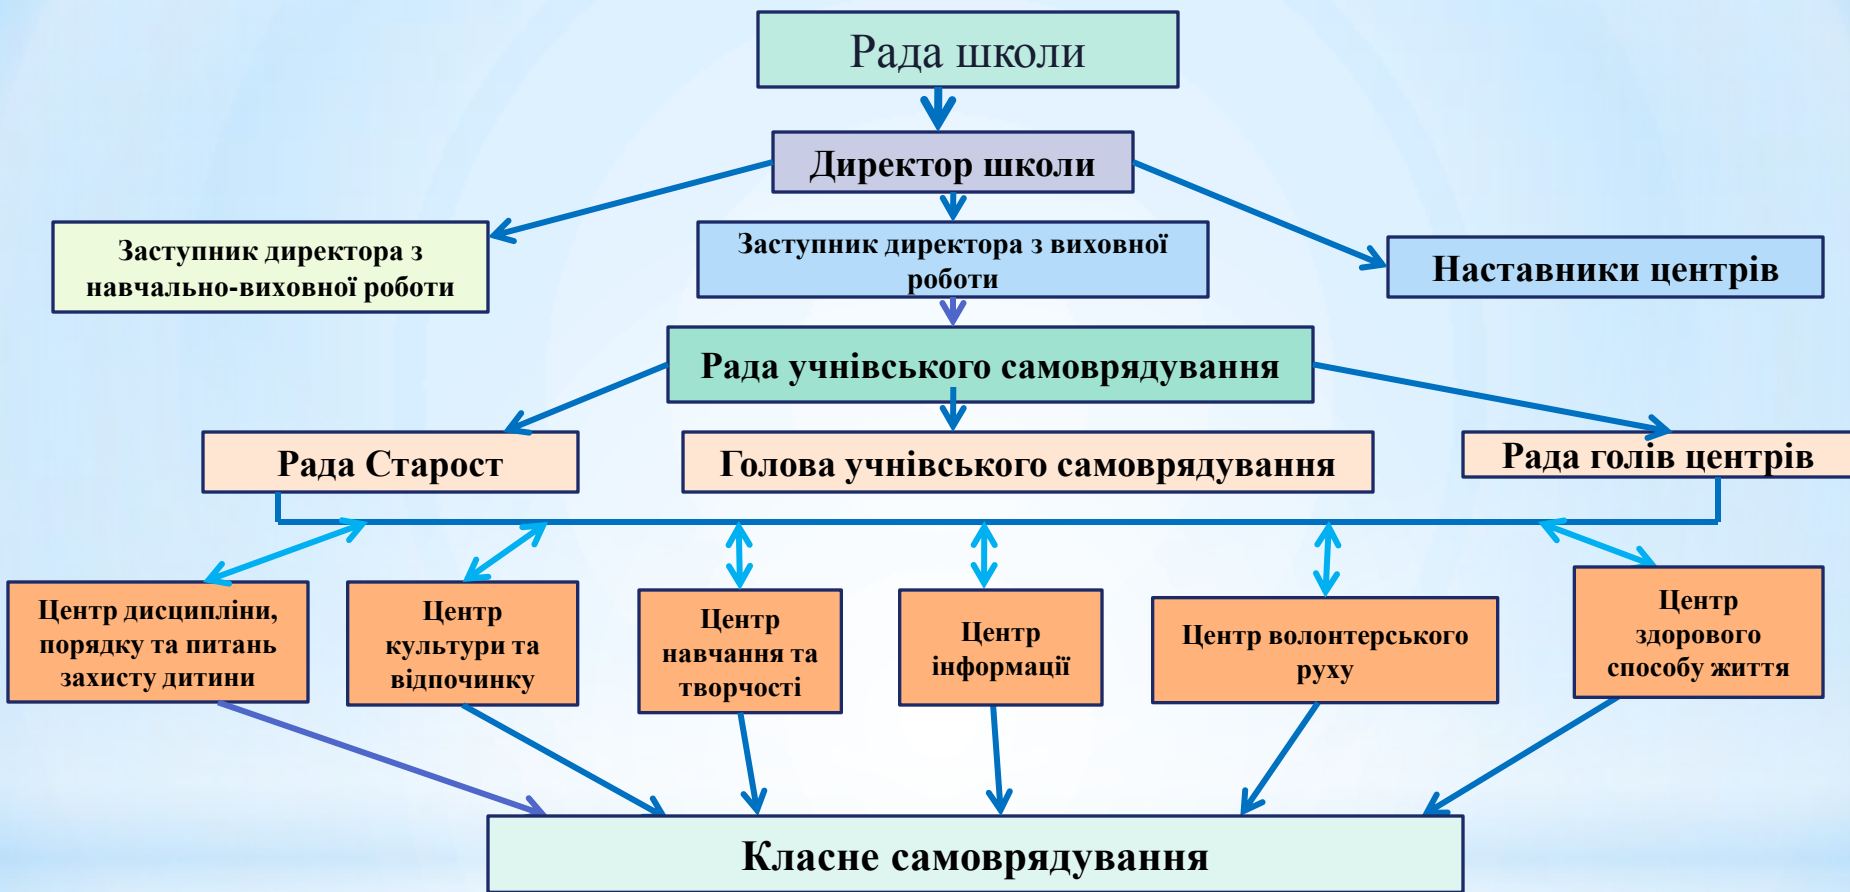 Рада школи
Директор школи
Заступник директора з
навчально-виховної роботи
Заступник директора з виховної
роботи
Наставники центрів
Рада учнівського самоврядування
Рада Старост
Голова учнівського самоврядування
Рада голів центрів
Центр дисципліни,
порядку та питань
захисту дитини
Центр
культури та
відпочинку
Центр
навчання та
творчості
Центр
інформації
Центр волонтерського
руху
Центр
здорового
способу життя
Класне самоврядування